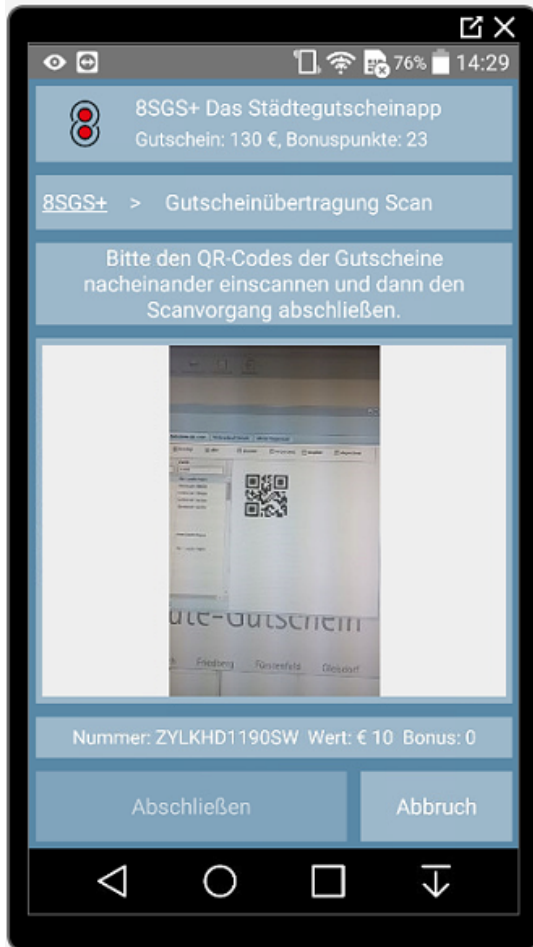 76% 14:29
8SGS+ Das Städtegutscheinapp
Gutschein: 130 €, Bonuspunkte: 23
8SGS+ > Gutscheinübertragung Scan
Bitte den QR-Codes der Gutscheine
nacheinander einscannen und dann den
Scanvorgang abschließen.
ute-Gutschein
Friedberg Fürstenfeld Gleisdorf
Nummer: ZYLKHD1190SW Wert: € 10 Bonus: 0
Abschließen Abbruch